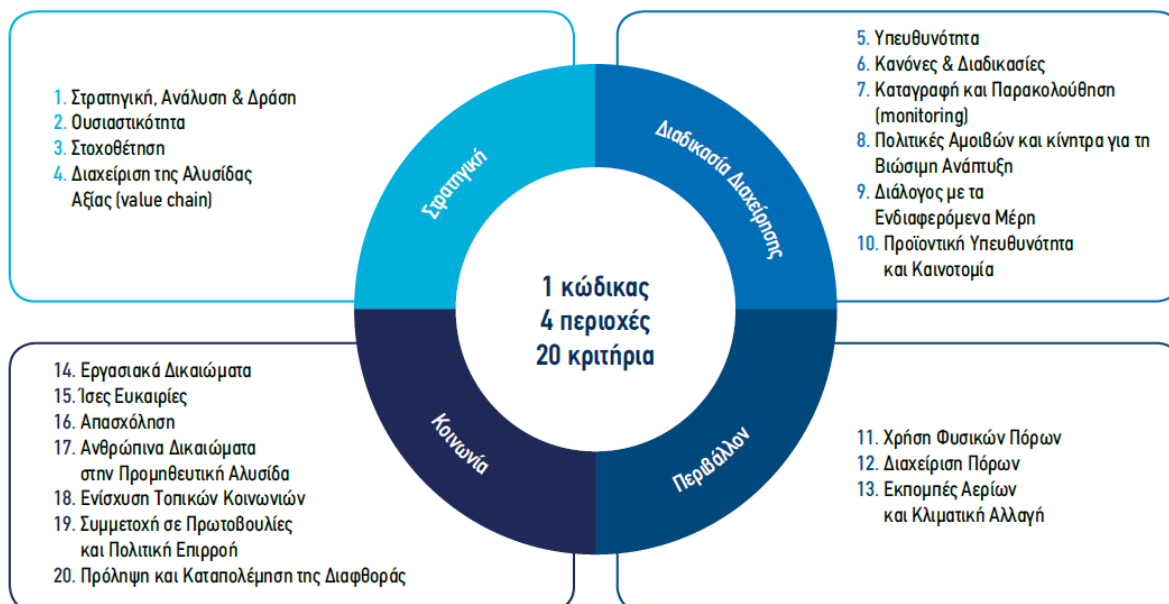 1. Στρατηγική, Ανάλυση & Δράση
2. Ουσιαστικότητα
3. Στοχοθέτηση
4. Διαχείριση της Αλυσίδας
Αξίας (value chain)
Στρατηγική
Διαδικασία Διαχείρησης
5. Υπευθυνότητα
6. Κανόνες & Διαδικασίες
7. Καταγραφή και Παρακολούθηση
(monitoring)
8. Πολιτικές Αμοιβών και κίνητρα για τη
Βιώσιμη Ανάπτυξη
9. Διάλογος με τα
Ενδιαφερόμενα Μέρη
10. Προϊοντική Υπευθυνότητα
και Καινοτομία
1 κώδικας
4 περιοχές
20 κριτήρια
14. Εργασιακά Δικαιώματα
15. Ίσες Ευκαιρίες
16. Απασχόληση
17. Ανθρώπινα Δικαιώματα
στην Προμηθευτική Αλυσίδα
18. Ενίσχυση Τοπικών Κοινωνιών
19. Συμμετοχή σε Πρωτοβουλίες
και Πολιτική Επιρροή
20. Πρόληψη και Καταπολέμηση της Διαφθοράς
Κοινωνία
Περιβάλλον
11. Χρήση Φυσικών Πόρων
12. Διαχείριση Πόρων
13. Εκπομπές Αερίων
και Κλιματική Αλλαγή